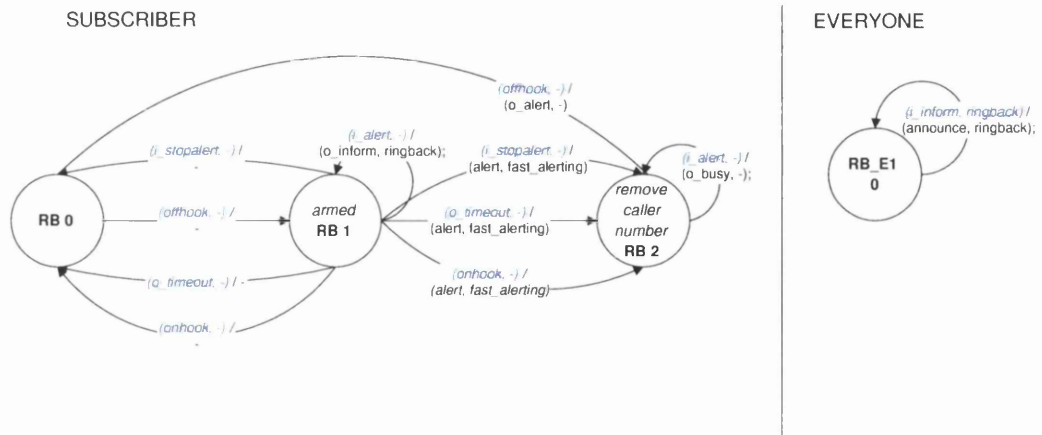 SUBSCRIBER
EVERYONE
(offhook, -) /
(o_alert, -)
(i_stopalert, -) /
-
(i_alert, -) /
(o_inform, ringback);
(i_stopalert, -) /
(alert, fast_alerting)
(i_alert, -) /
(o_busy, -);
(i_inform, ringback) /
(announce, ringback);
RB 0
(offhook, -) /
-
armed
RB 1
(o_timeout, -) /
(alert, fast_alerting)
remove
caller
number
RB 2
RB_E1
0
(o_timeout, -) / -
(onhook, -) /
(alert, fast_alerting)
(onhook, -) /
-